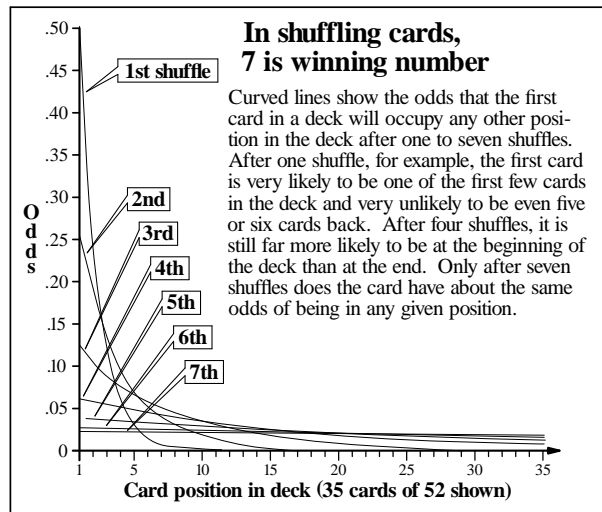 In shuffling cards,
7 is winning number
Curved lines show the odds that the first
card in a deck will occupy any other posi-
tion in the deck after one to seven shuffles.
After one shuffle, for example, the first card
is very likely to be one of the first few cards
in the deck and very unlikely to be even five
or six cards back.  After four shuffles, it is
still far more likely to be at the beginning of
the deck than at the end.  Only after seven
shuffles does the card have about the same
odds of being in any given position.
.50
.45
.40
.35
.30
.25
.20
.15
.10
.05
0
Odds
1st shuffle
2nd
3rd
4th
5th
6th
7th
1 5 10 15 20 25 30 35
Card position in deck (35 cards of 52 shown)